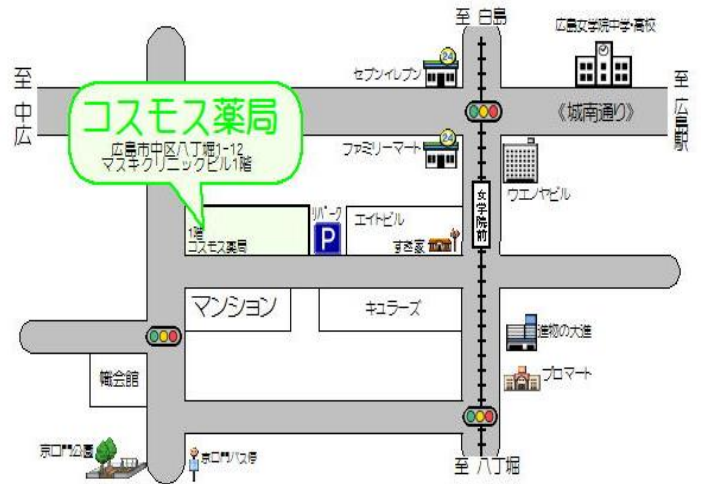 至 白島
広島女学院中学・高校
24
セブンイレブン
至 中広
《城南通り》
至 広島駅
コスモス薬局
広島市中区八丁堀1-12
マスキクリニックビル1階
24
ファミリーマート
ウエノヤビル
女学院前
1階
コスモス薬局
リパーク
P
エイトビル
すき家
マンション
キュラーズ
進物の大進
プロマート
幟会館
京口門公園
京口門バス停
至 八丁堀